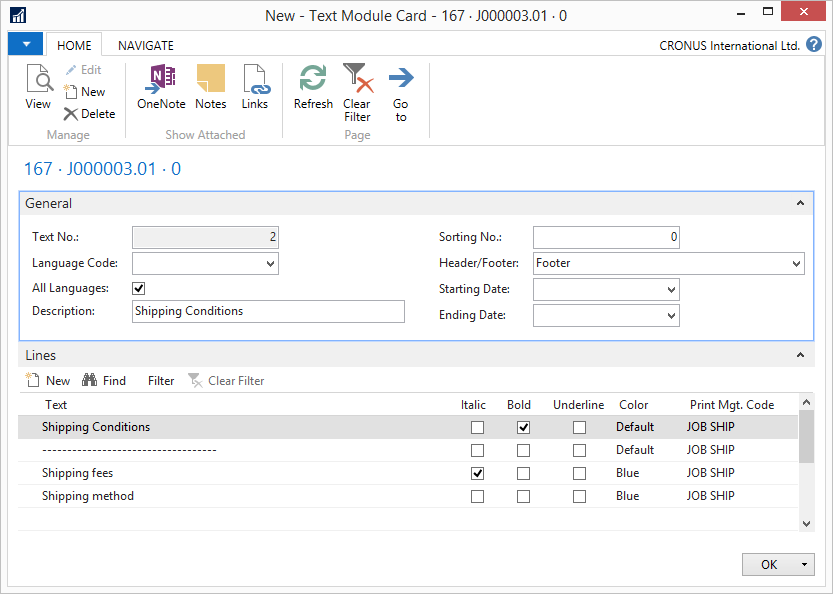 New - Text Module Card - 167 · J000003.01 · 0
HOME NAVIGATE CRONUS International Ltd. ?
View Edit New Delete OneNote Notes Links Refresh Clear Filter Go to
Manage Show Attached Page
167 · J000003.01 · 0
General
Text No.: 2 Sorting No.: 0
Language Code: Header/Footer: Footer
All Languages: Starting Date:
Description: Shipping Conditions Ending Date:
Lines
New Find Filter Clear Filter
Text Italic Bold Underline Color Print Mgt. Code
Shipping Conditions Default JOB SHIP
----------------------------------- Default JOB SHIP
Shipping fees Blue JOB SHIP
Shipping method Blue JOB SHIP
OK